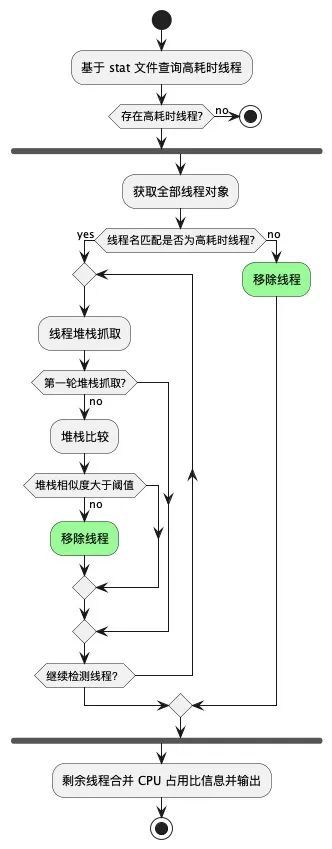 基于 stat 文件查询高耗时线程
存在高耗时线程?
no
获取全部线程对象
yes
线程名匹配是否为高耗时线程?
no
移除线程
线程堆栈抓取
第一轮堆栈抓取?
no
堆栈比较
堆栈相似度大于阈值
no
移除线程
继续检测线程?
剩余线程合并 CPU 占用比信息并输出